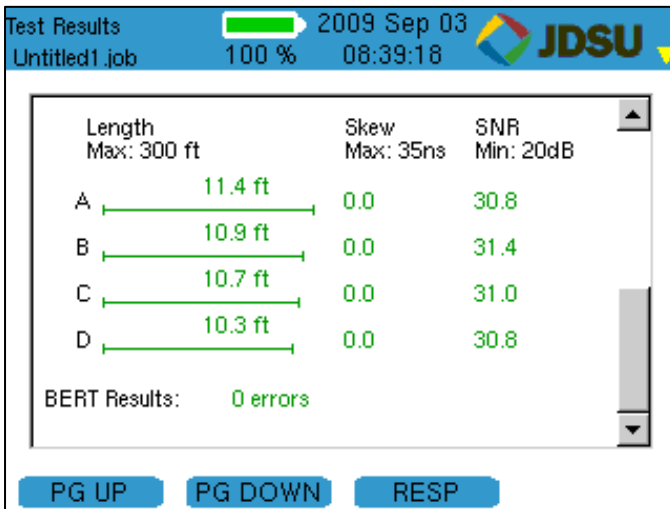 Test Results 2009 Sep 03 JDSU
Untitled1.job 100 % 08:39:18
Length Skew SNR
Max: 300 ft Max: 35ns Min: 20dB
A 11.4 ft 0.0 30.8
B 10.9 ft 0.0 31.4
C 10.7 ft 0.0 31.0
D 10.3 ft 0.0 30.8
BERT Results: 0 errors
PG UP PG DOWN RESP